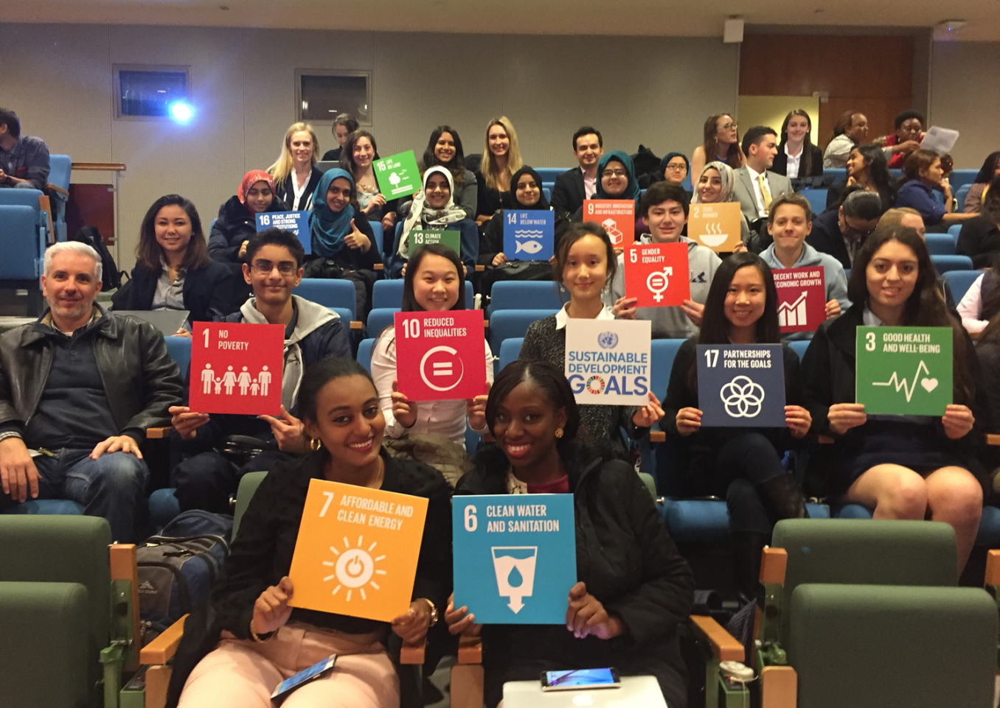 15 LIFE
ON LAND
16 PEACE, JUSTICE
AND STRONG
INSTITUTIONS
13 CLIMATE
ACTION
14 LIFE
BELOW WATER
9 INDUSTRY, INNOVATION
AND INFRASTRUCTURE
2 ZERO
HUNGER
5 GENDER
EQUALITY
DECENT WORK AND
ECONOMIC GROWTH
1 NO
POVERTY
10 REDUCED
INEQUALITIES
SUSTAINABLE
DEVELOPMENT
GOALS
17 PARTNERSHIPS
FOR THE GOALS
3 GOOD HEALTH
AND WELL-BEING
7 AFFORDABLE AND
CLEAN ENERGY
6 CLEAN WATER
AND SANITATION